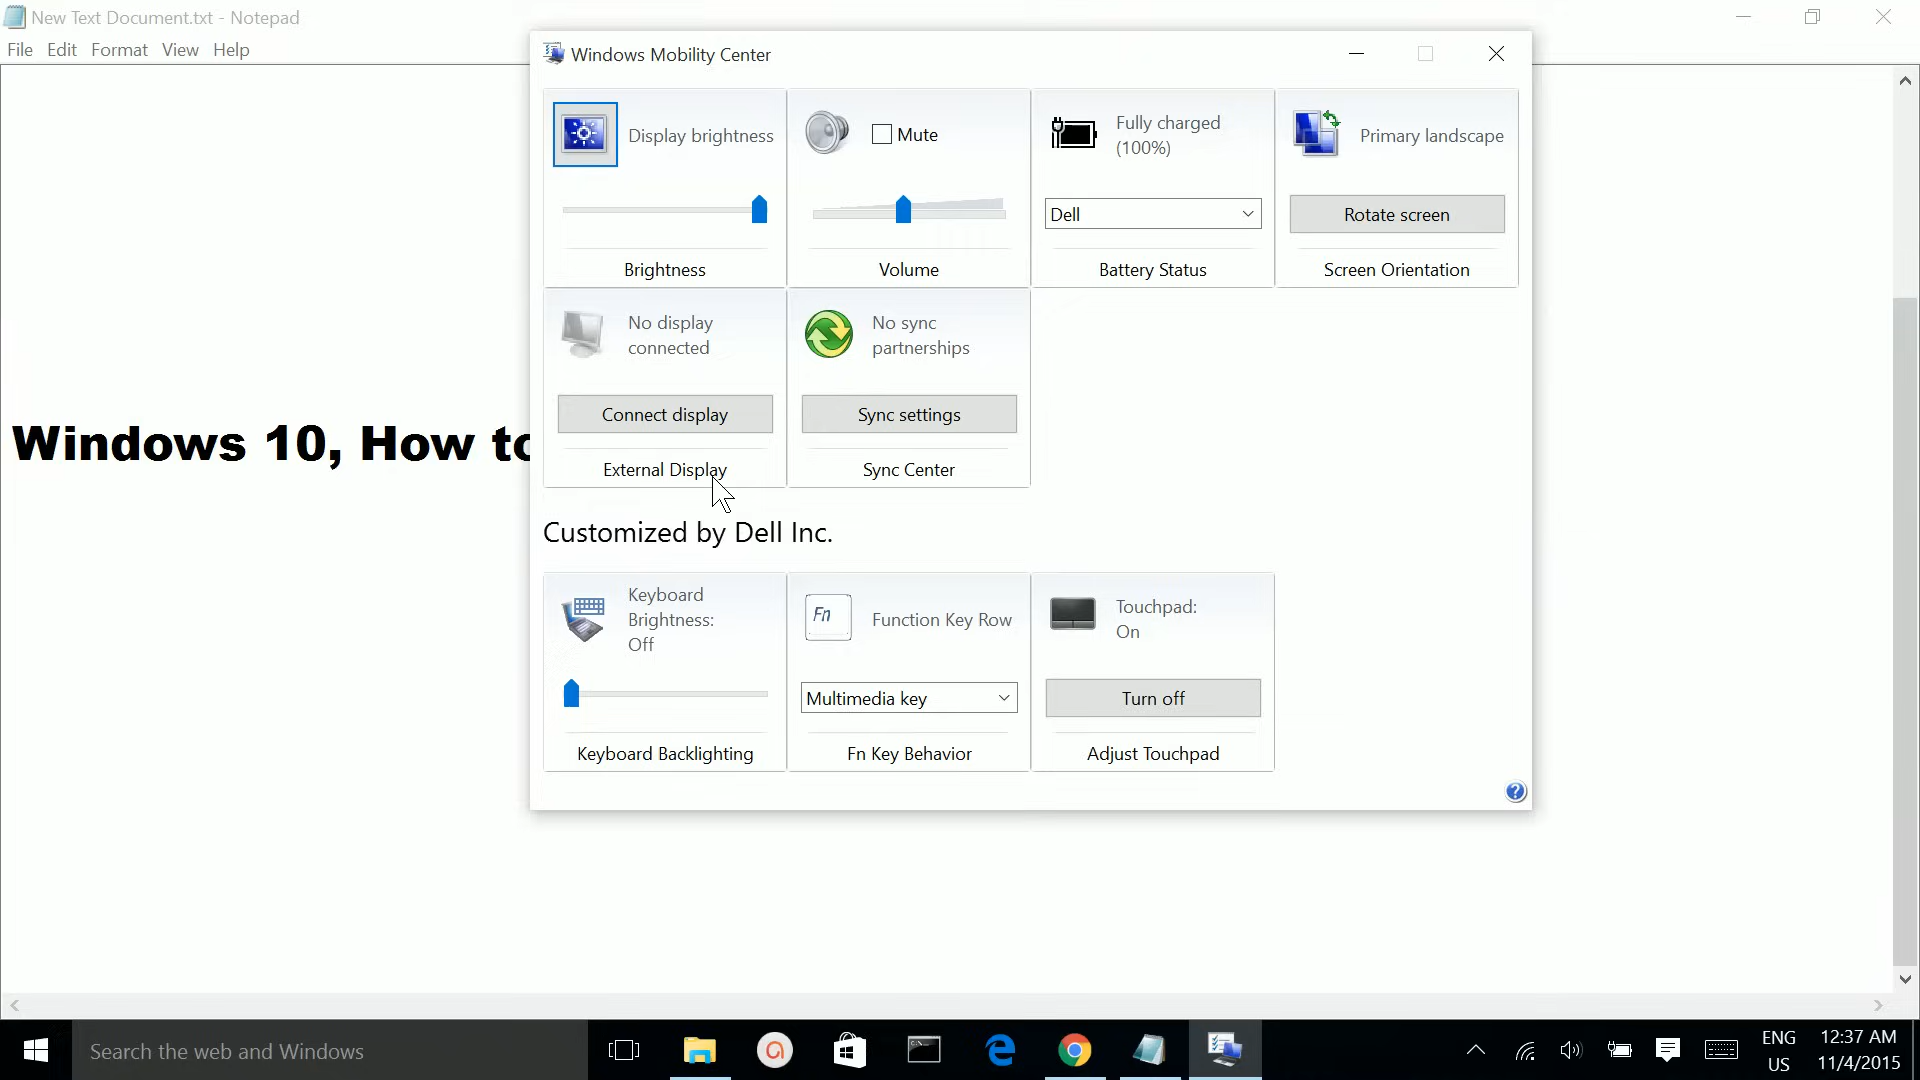 New Text Document.txt - Notepad
File Edit Format View Help
Windows 10, How to
Windows Mobility Center
Display brightness
Brightness
Mute
Volume
Fully charged
(100%)
Dell
Battery Status
Primary landscape
Rotate screen
Screen Orientation
No display
connected
Connect display
External Display
No sync
partnerships
Sync settings
Sync Center
Customized by Dell Inc.
Keyboard
Brightness:
Off
Keyboard Backlighting
Fn
Function Key Row
Multimedia key
Fn Key Behavior
Touchpad:
On
Turn off
Adjust Touchpad
?
Search the web and Windows
ENG
US
12:37 AM
11/4/2015